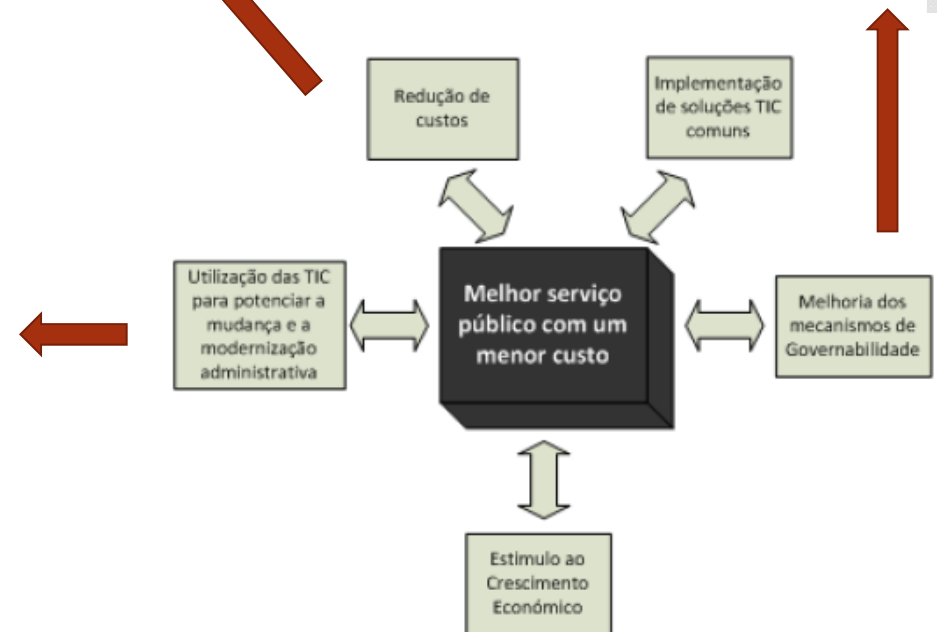 Redução de
custos
Implementação
de soluções TIC
comuns
Utilização das TIC
para potenciar a
mudança e a
modernização
administrativa
Melhor serviço
público com um
menor custo
Melhoria dos
mecanismos de
Governabilidade
Estimulo ao
Crescimento
Económico